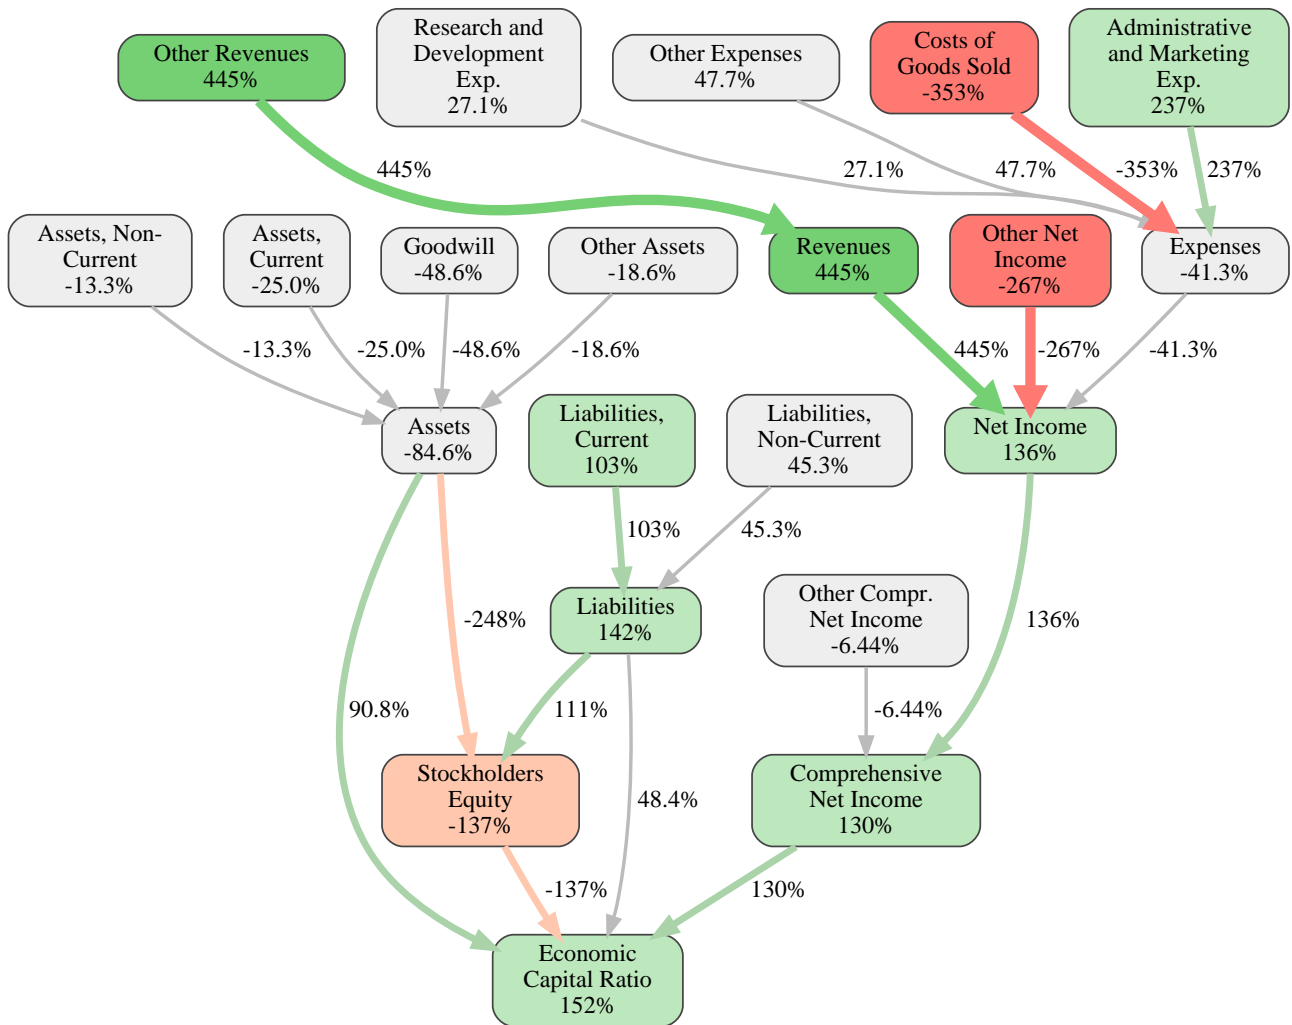 Other Revenues
445%
Research and
Development
Exp.
27.1%
Other Expenses
47.7%
Costs of
Goods Sold
-353%
Administrative
and Marketing
Exp.
237%
445%
27.1%
47.7%
-353%
237%
Assets, Non-
Current
-13.3%
Assets,
Current
-25.0%
Goodwill
-48.6%
Other Assets
-18.6%
Revenues
445%
Other Net
Income
-267%
Expenses
-41.3%
-13.3%
-25.0%
-48.6%
-18.6%
445%
-267%
-41.3%
Assets
-84.6%
Liabilities,
Current
103%
Liabilities,
Non-Current
45.3%
Net Income
136%
103%
45.3%
-248%
Liabilities
142%
Other Compr.
Net Income
-6.44%
136%
90.8%
111%
-6.44%
48.4%
Stockholders
Equity
-137%
Comprehensive
Net Income
130%
-137%
130%
Economic
Capital Ratio
152%